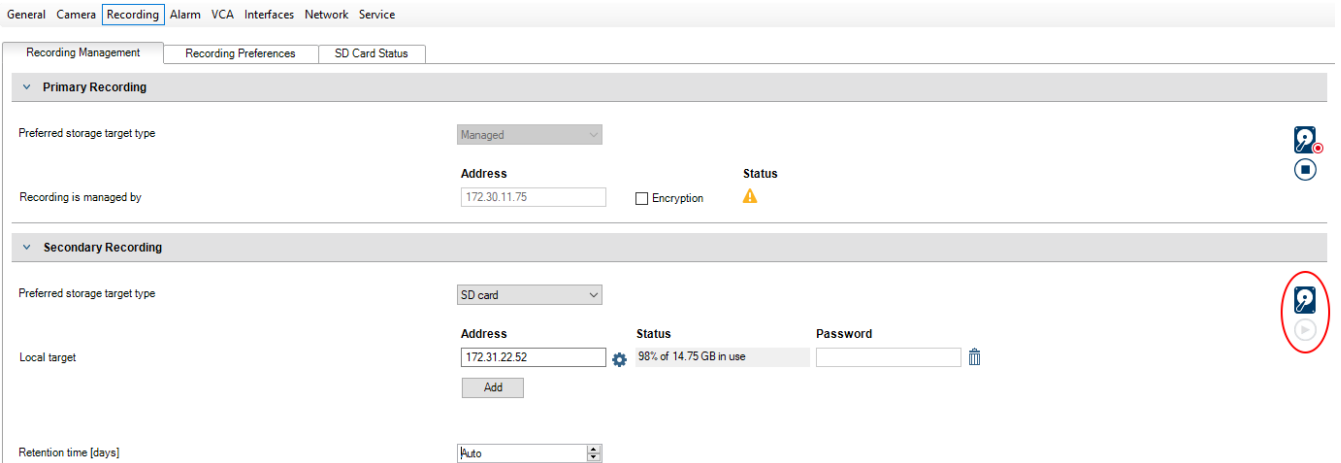 General Camera Recording Alarm VCA Interfaces Network Service
Recording Management Recording Preferences SD Card Status
Primary Recording
Preferred storage target type Managed
Address Status
Recording is managed by 172.30.11.75 Encryption
Secondary Recording
Preferred storage target type SD card
Address Status Password
Local target 172.31.22.52 98% of 14.75 GB in use
Add
Retention time [days] Auto